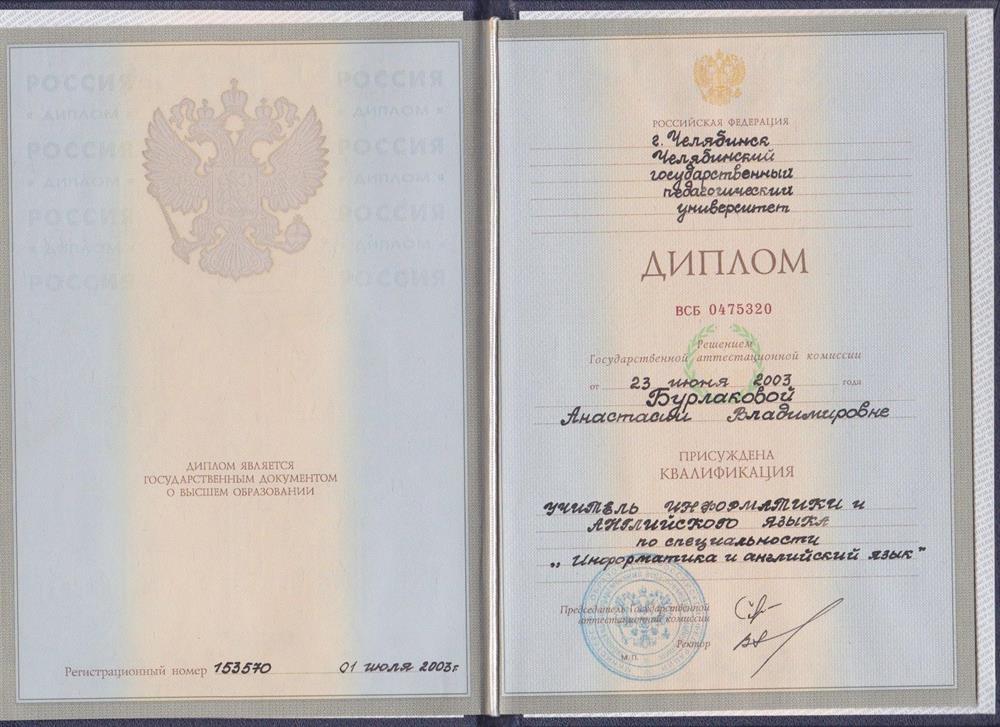 РОССИЯ РОССИЯ
* ДИПЛОМ * * ДИПЛОМ *
РОССИЯ РОССИЯ
* ДИПЛОМ * * ДИПЛОМ *
РОССИЯ РОССИЯ
* ДИПЛОМ * * ДИПЛОМ *
РОССИЯ РОССИЯ
ДИПЛОМ ЯВЛЯЕТСЯ
ГОСУДАРСТВЕННЫМ ДОКУМЕНТОМ
О ВЫСШЕМ ОБРАЗОВАНИИ
Регистрационный номер 153570 01 июля 2003г.
РОССИЙСКАЯ ФЕДЕРАЦИЯ
г. Челябинск
Челябинский
государственный
педагогический
университет
ДИПЛОМ
ВСБ 0475320
Решением
Государственной аттестационной комиссии
от 23 июня 2003 года
Бурлаковой
Анастасии Владимировне
ПРИСУЖДЕНА
КВАЛИФИКАЦИЯ
учитель информатики и
английского языка
по специальности
„Информатика и английский язык"
Председатель Государственной
аттестационной комиссии
Ректор
М.П.